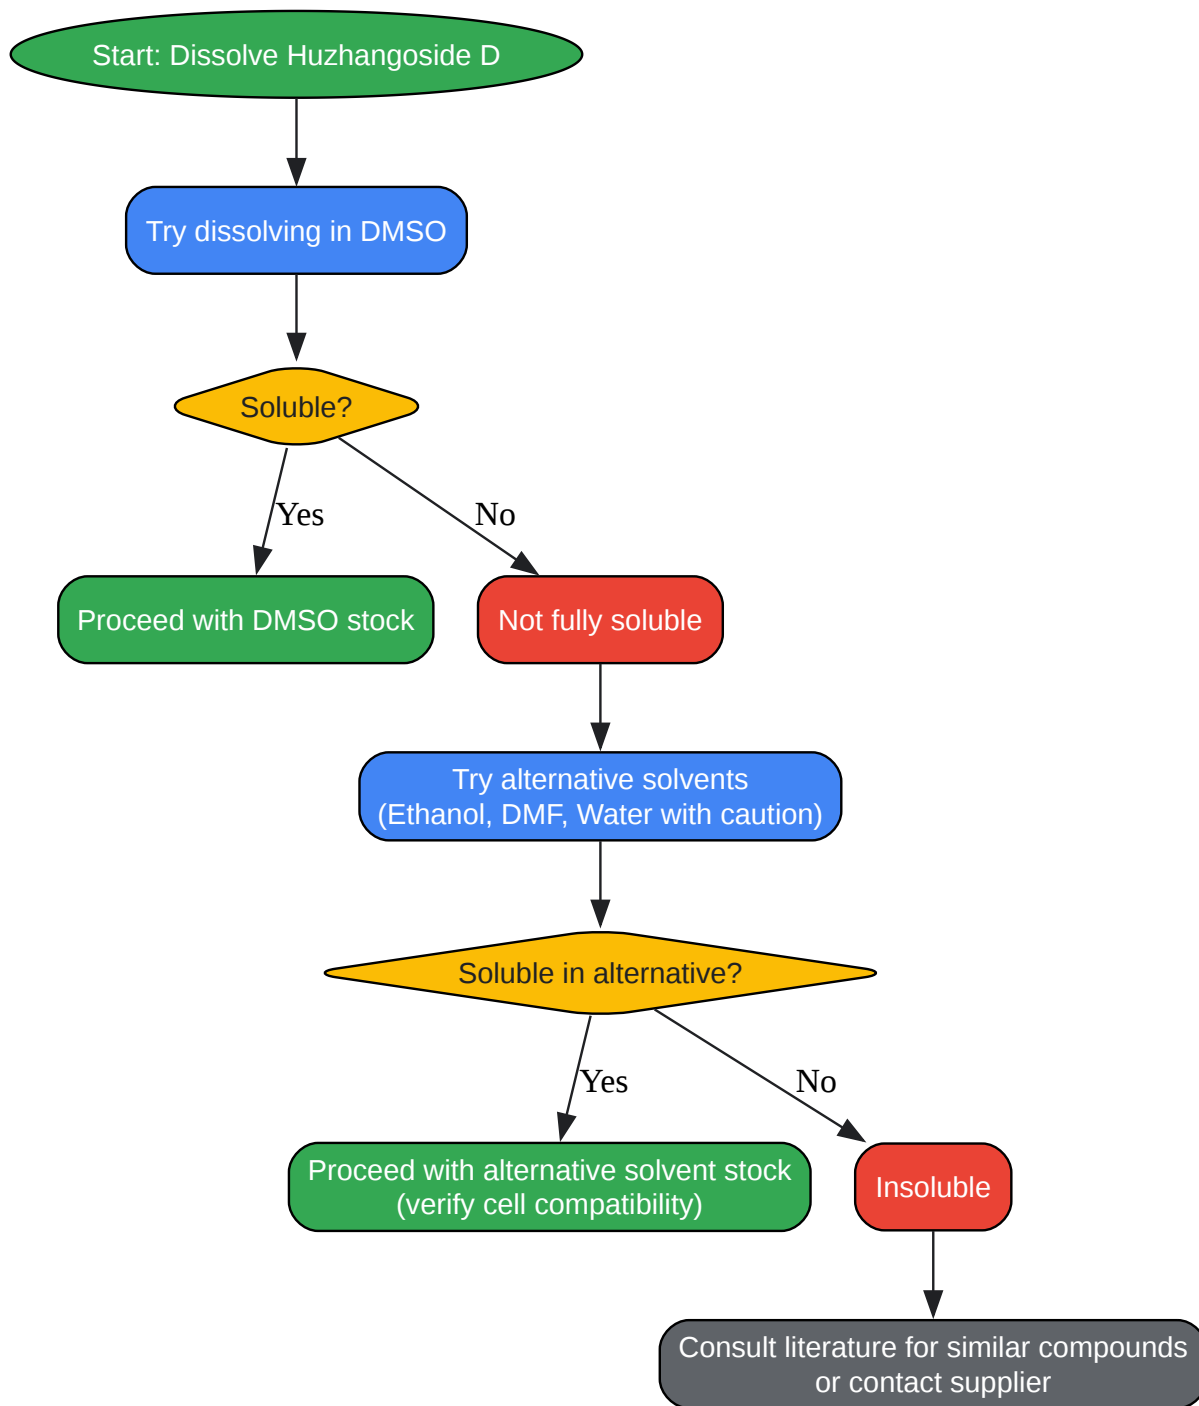 Start: Dissolve Huzhangoside D
Try dissolving in DMSO
Soluble?
Yes
No
Proceed with DMSO stock
Not fully soluble
Try alternative solvents
(Ethanol, DMF, Water with caution)
Soluble in alternative?
Yes
No
Proceed with alternative solvent stock
(verify cell compatibility)
Insoluble
Consult literature for similar compounds
or contact supplier